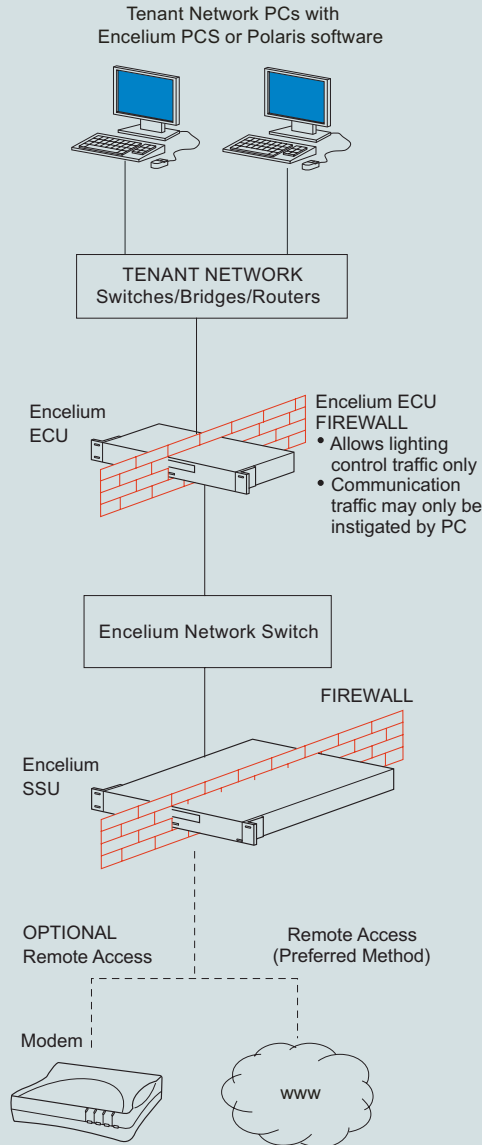 Tenant Network PCs with
Encelium PCS or Polaris software
TENANT NETWORK
Switches/Bridges/Routers
Encelium
ECU
Encelium ECU
FIREWALL
• Allows lighting
control traffic only
• Communication
traffic may only be
instigated by PC
Encelium Network Switch
FIREWALL
Encelium
SSU
OPTIONAL
Remote Access
Remote Access
(Preferred Method)
Modem
www